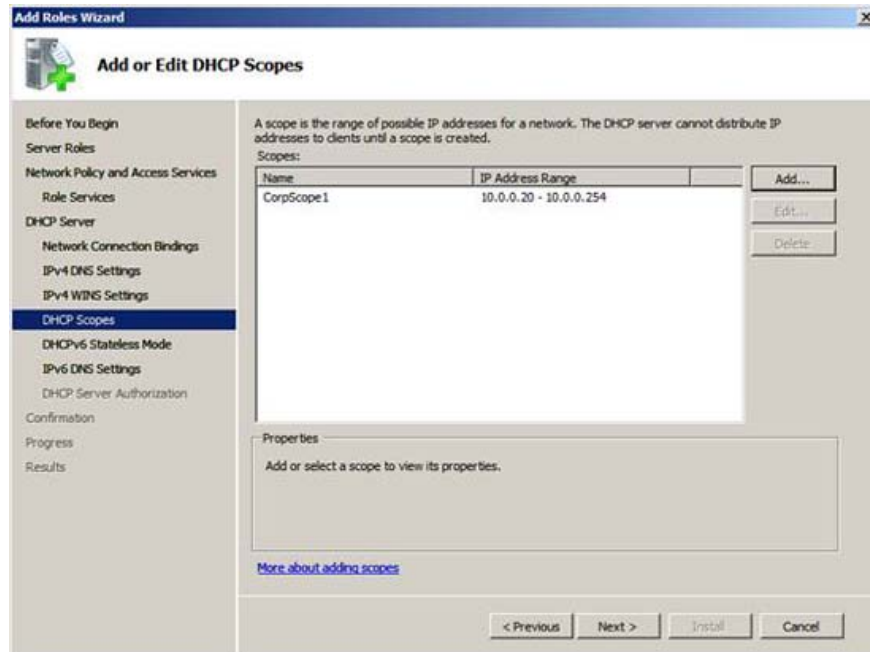 Add Roles Wizard
Add or Edit DHCP Scopes
Before You Begin
Server Roles
Network Policy and Access Services
Role Services
DHCP Server
Network Connection Bindings
IPv4 DNS Settings
IPv4 WINS Settings
DHCP Scopes
DHCPv6 Stateless Mode
IPv6 DNS Settings
DHCP Server Authorization
Confirmation
Progress
Results
A scope is the range of possible IP addresses for a network. The DHCP server cannot distribute IP
addresses to clients until a scope is created.
Scopes:
Name IP Address Range
CorpScope1 10.0.0.20 - 10.0.0.254
Add...
Edit...
Delete
Properties
Add or select a scope to view its properties.
More about adding scopes
< Previous Next > Install Cancel